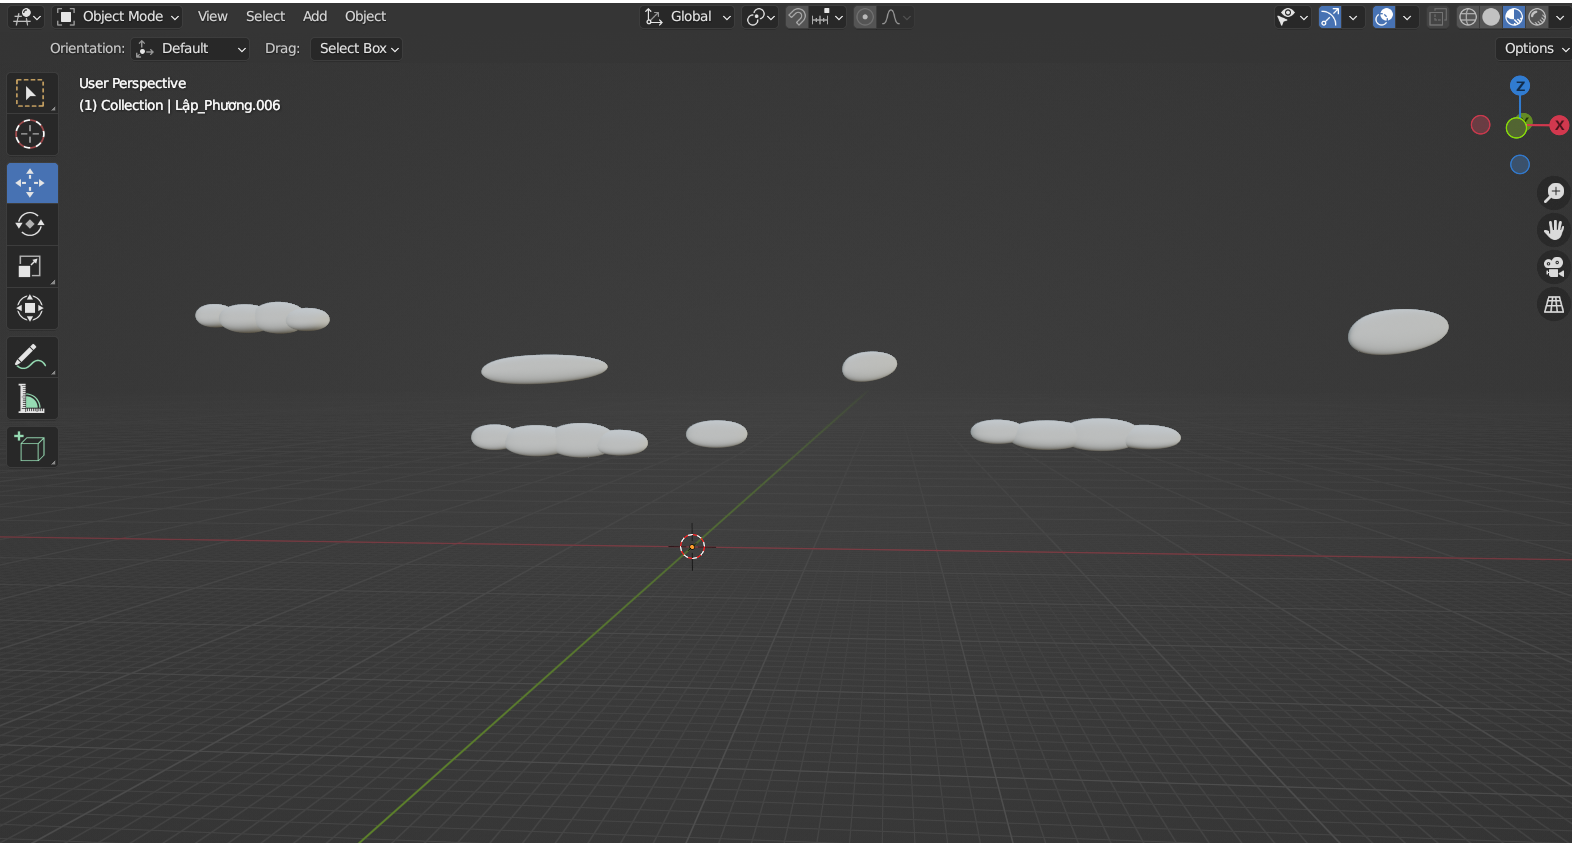 Object Mode View Select Add Object Global
Orientation: Default Drag: Select Box Options
User Perspective
(1) Collection | Lập_Phương.006
Z
X